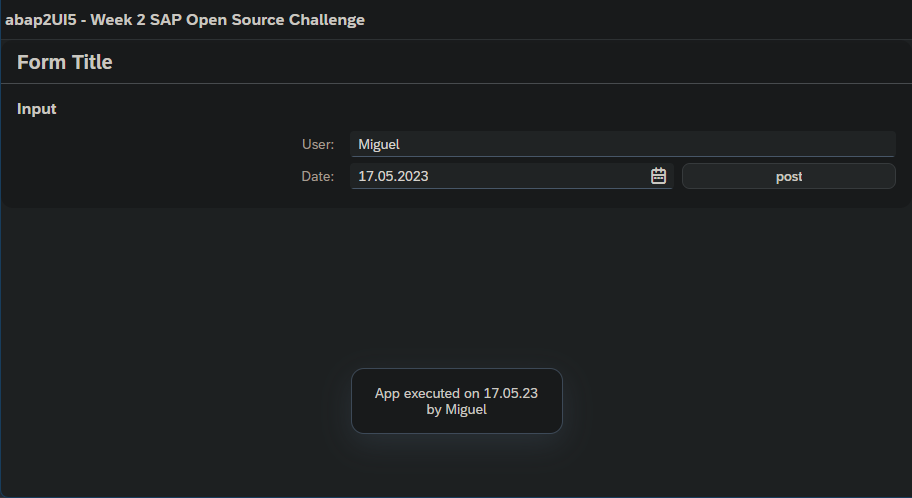 abap2UI5 - Week 2 SAP Open Source Challenge
Form Title
Input
User: Miguel
Date: 17.05.2023 post
App executed on 17.05.23
by Miguel